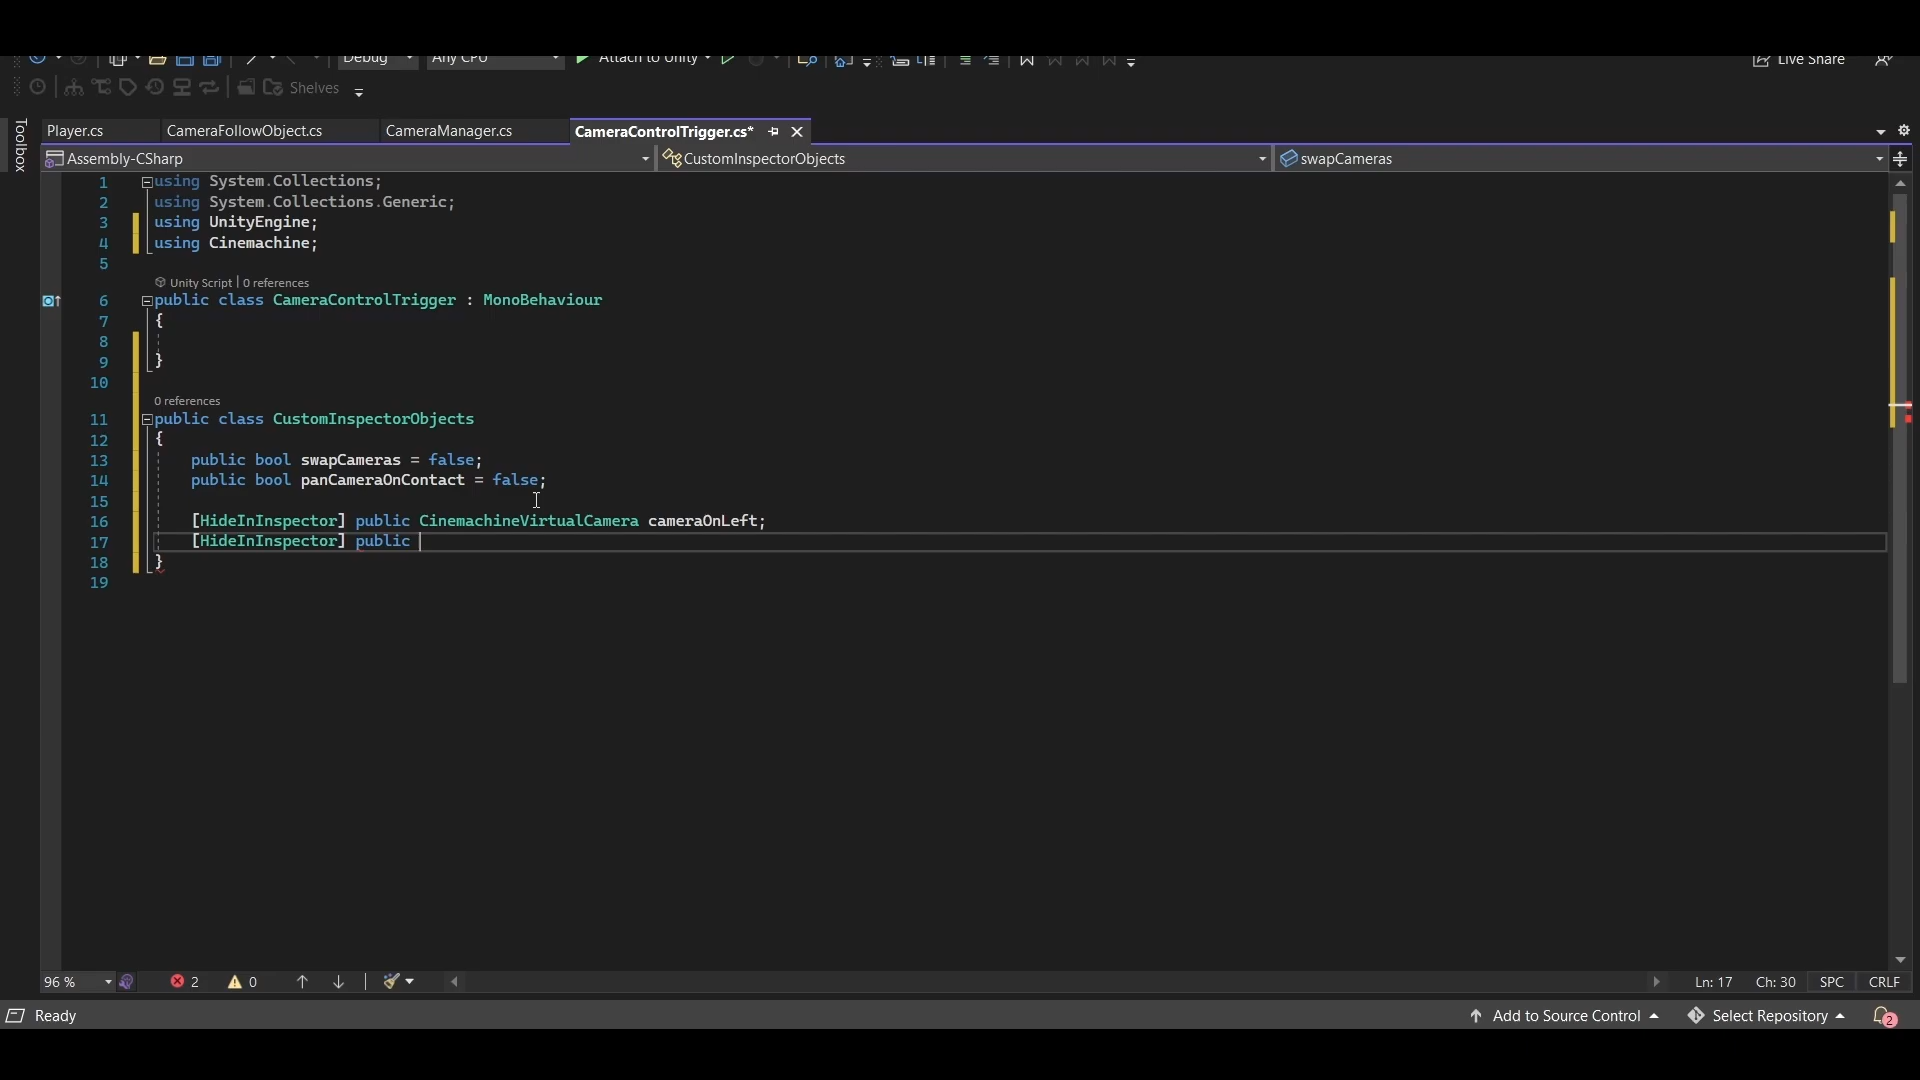 Debug Any CPU Attach to Unity Live Share
Shelves
Toolbox
Player.cs CameraFollowObject.cs CameraManager.cs CameraControlTrigger.cs*
Assembly-CSharp CustomInspectorObjects swapCameras
1 using System.Collections;
2 using System.Collections.Generic;
3 using UnityEngine;
4 using Cinemachine;
5
Unity Script | 0 references
6 public class CameraControlTrigger : MonoBehaviour
7 {
8
9 }
10
0 references
11 public class CustomInspectorObjects
12 {
13 public bool swapCameras = false;
14 public bool panCameraOnContact = false;
15
16 [HideInInspector] public CinemachineVirtualCamera cameraOnLeft;
17 [HideInInspector] public
18 }
19
96 % 2 0 Ln: 17 Ch: 30 SPC CRLF
Ready Add to Source Control Select Repository 2